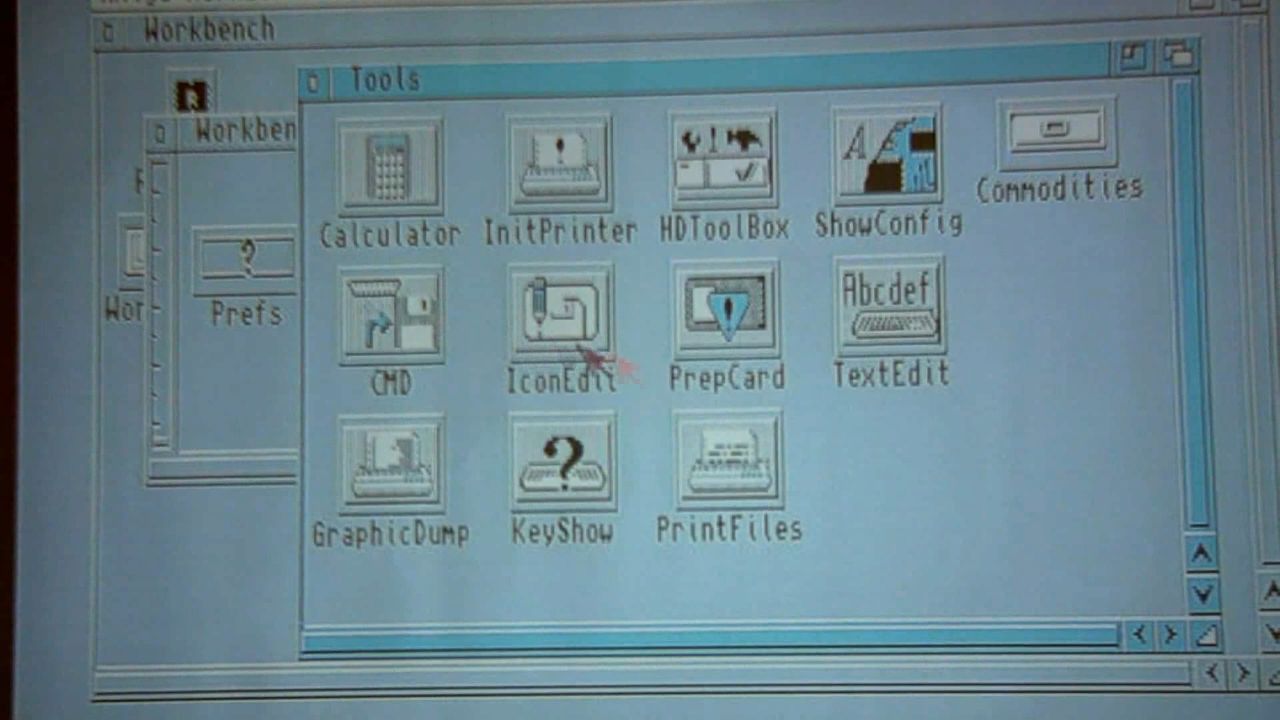 Workbench
Tools
Workben
Calculator InitPrinter HDToolBox ShowConfig Commodities
Wor
Prefs
CMD IconEdit PrepCard TextEdit
Abcdef
GraphicDump KeyShow PrintFiles